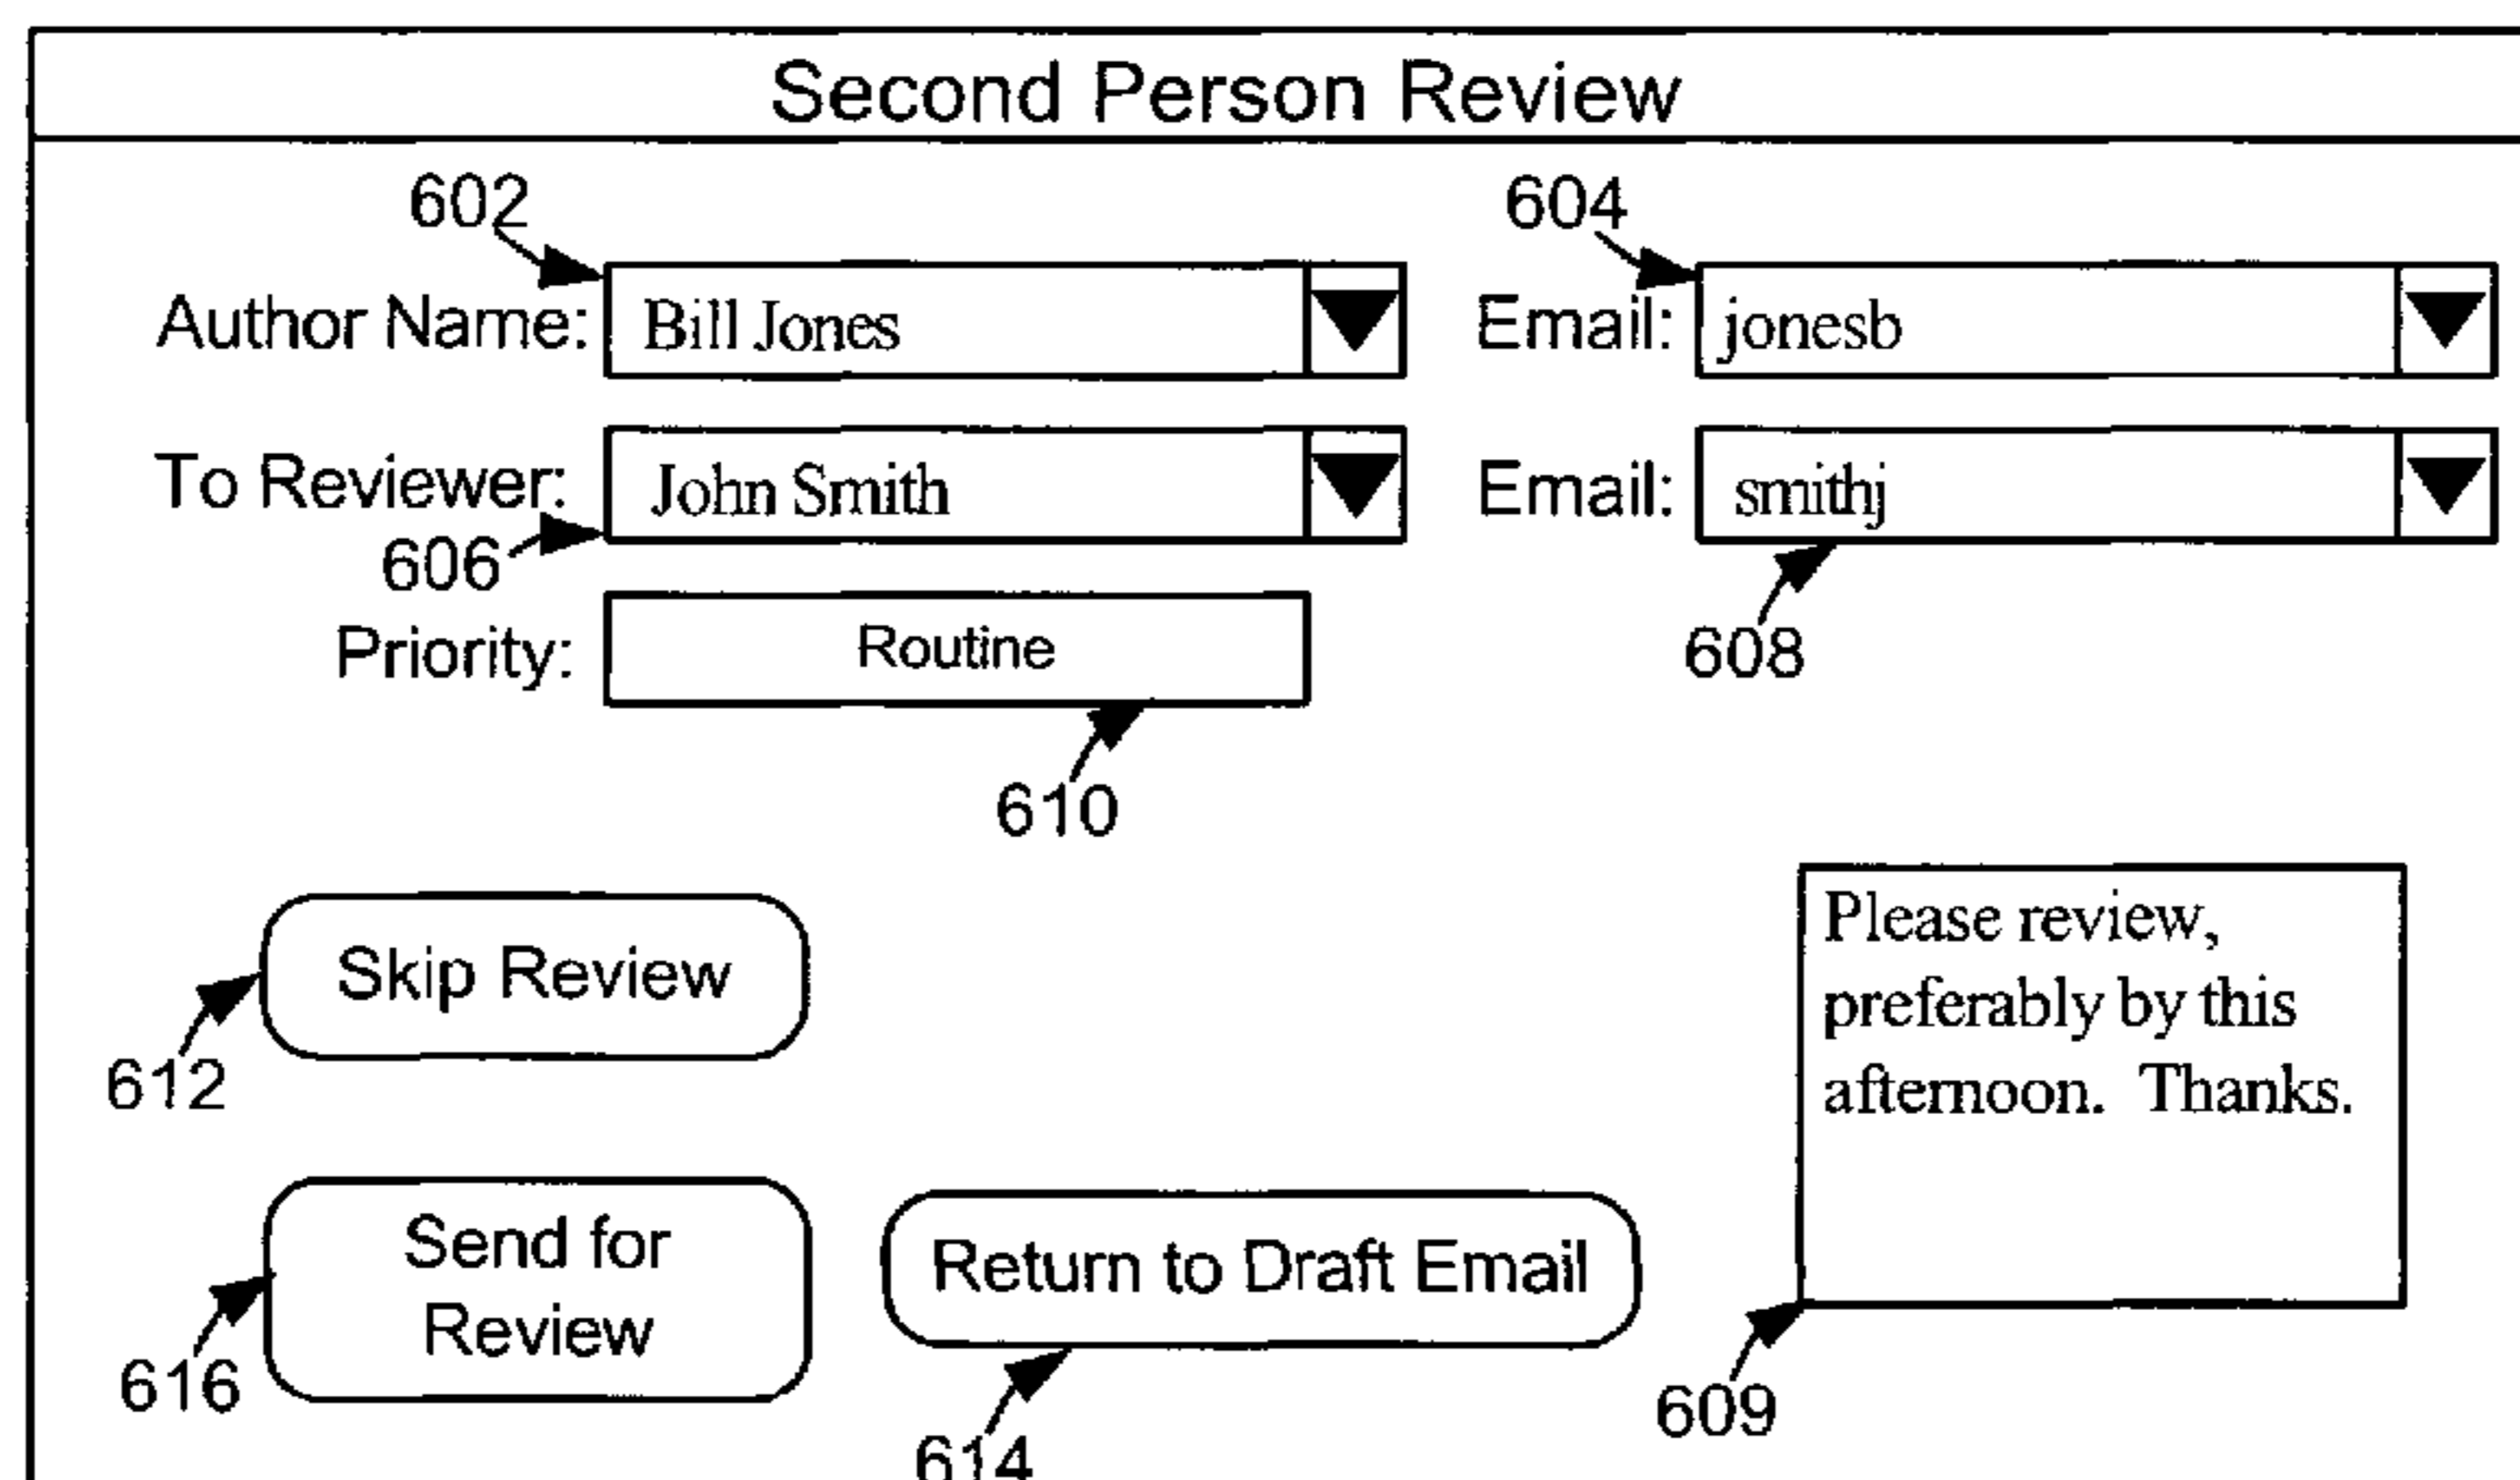 Second Person Review
602
604
Author Name: Bill Jones Email: jonesb
To Reviewer: John Smith Email: smithj
606
Priority: Routine
608
610
Skip Review
612
Please review,
preferably by this
afternoon. Thanks.
Send for
Review
616
Return to Draft Email
614
609